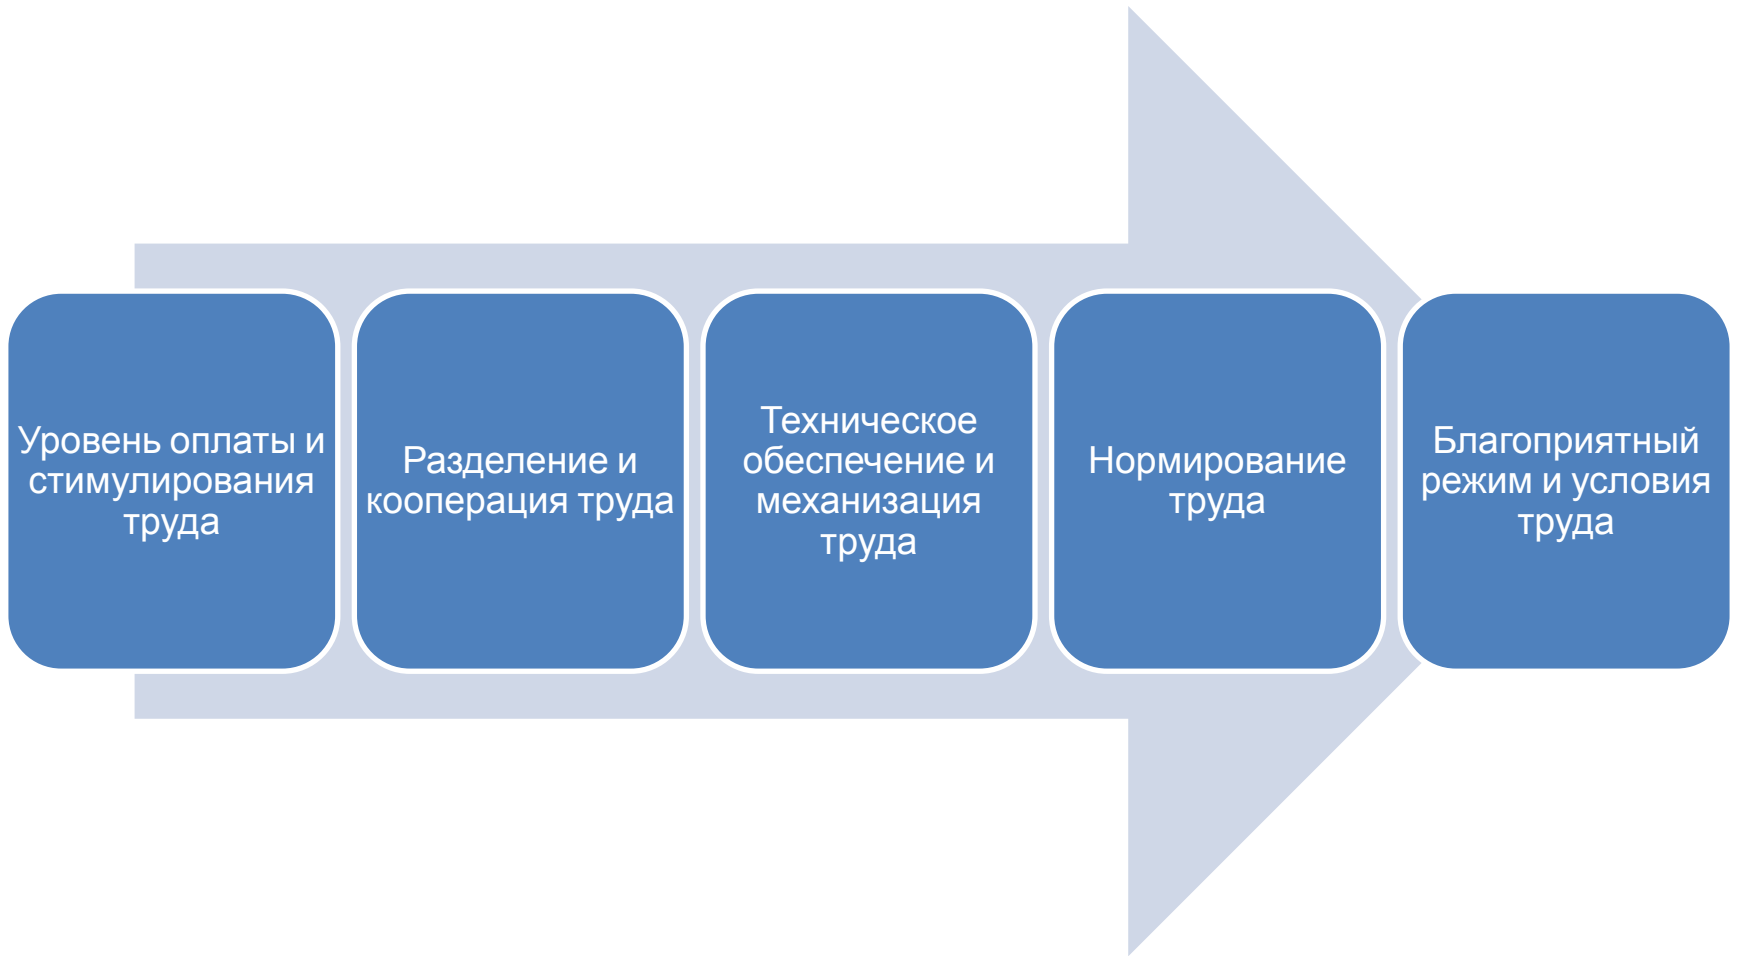 Уровень оплаты и
стимулирования
труда
Разделение и
кооперация труда
Техническое
обеспечение и
механизация
труда
Нормирование
труда
Благоприятный
режим и условия
труда